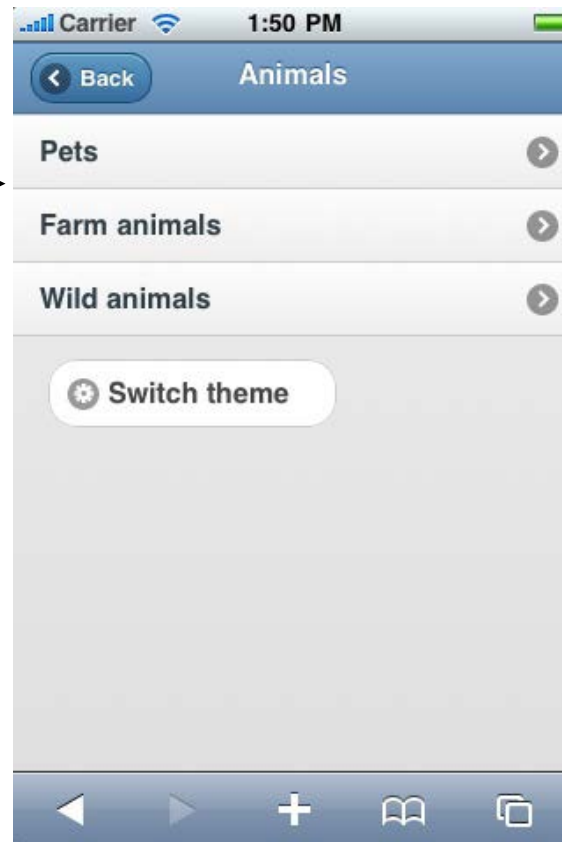 Carrier 1:50 PM
Back Animals
Pets
Farm animals
Wild animals
Switch theme